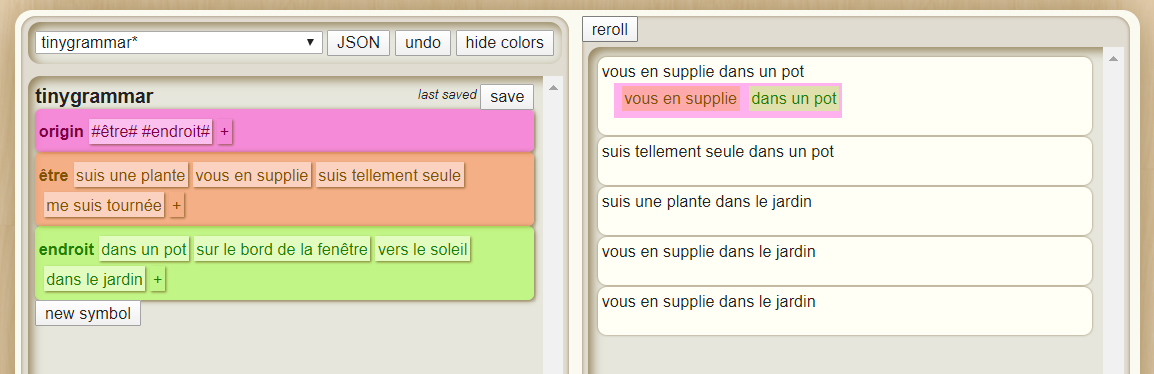 tinygrammar* JSON undo hide colors
tinygrammar last saved save
origin #être# #endroit# +
être suis une plante vous en supplie suis tellement seule
me suis tournée +
endroit dans un pot sur le bord de la fenêtre vers le soleil
dans le jardin +
new symbol
reroll
vous en supplie dans un pot
vous en supplie dans un pot
suis tellement seule dans un pot
suis une plante dans le jardin
vous en supplie dans le jardin
vous en supplie dans le jardin